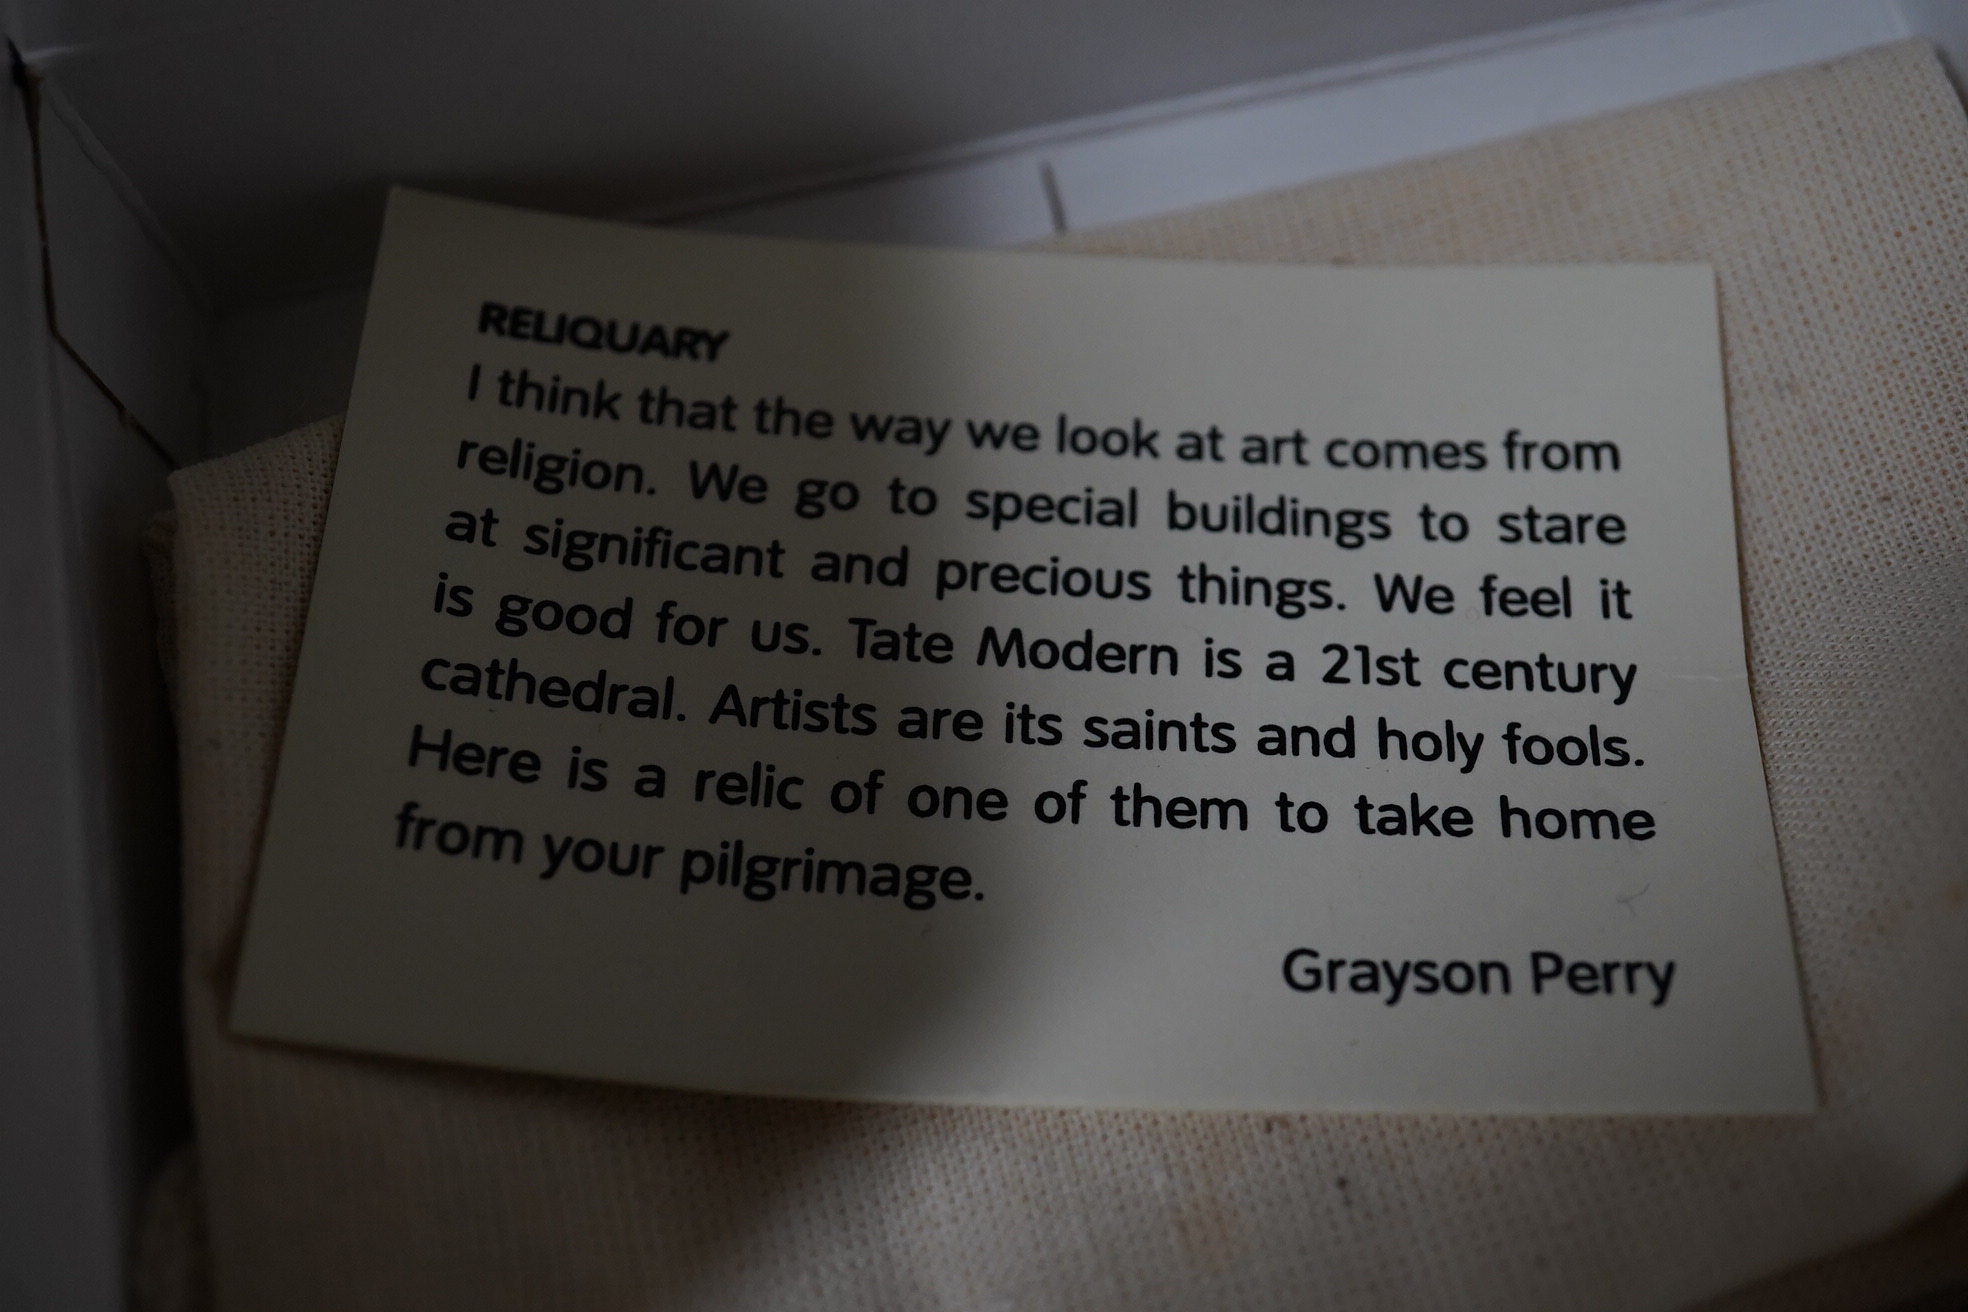 RELIQUARY
I think that the way we look at art comes from
religion. We go to special buildings to stare
at significant and precious things. We feel it
is good for us. Tate Modern is a 21st century
cathedral. Artists are its saints and holy fools.
Here is a relic of one of them to take home
from your pilgrimage.
Grayson Perry